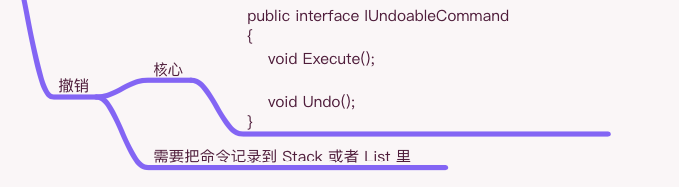 撤销
核心
public interface IUndoableCommand
{
void Execute();
void Undo();
}
需要把命令记录到 Stack 或者 List 里